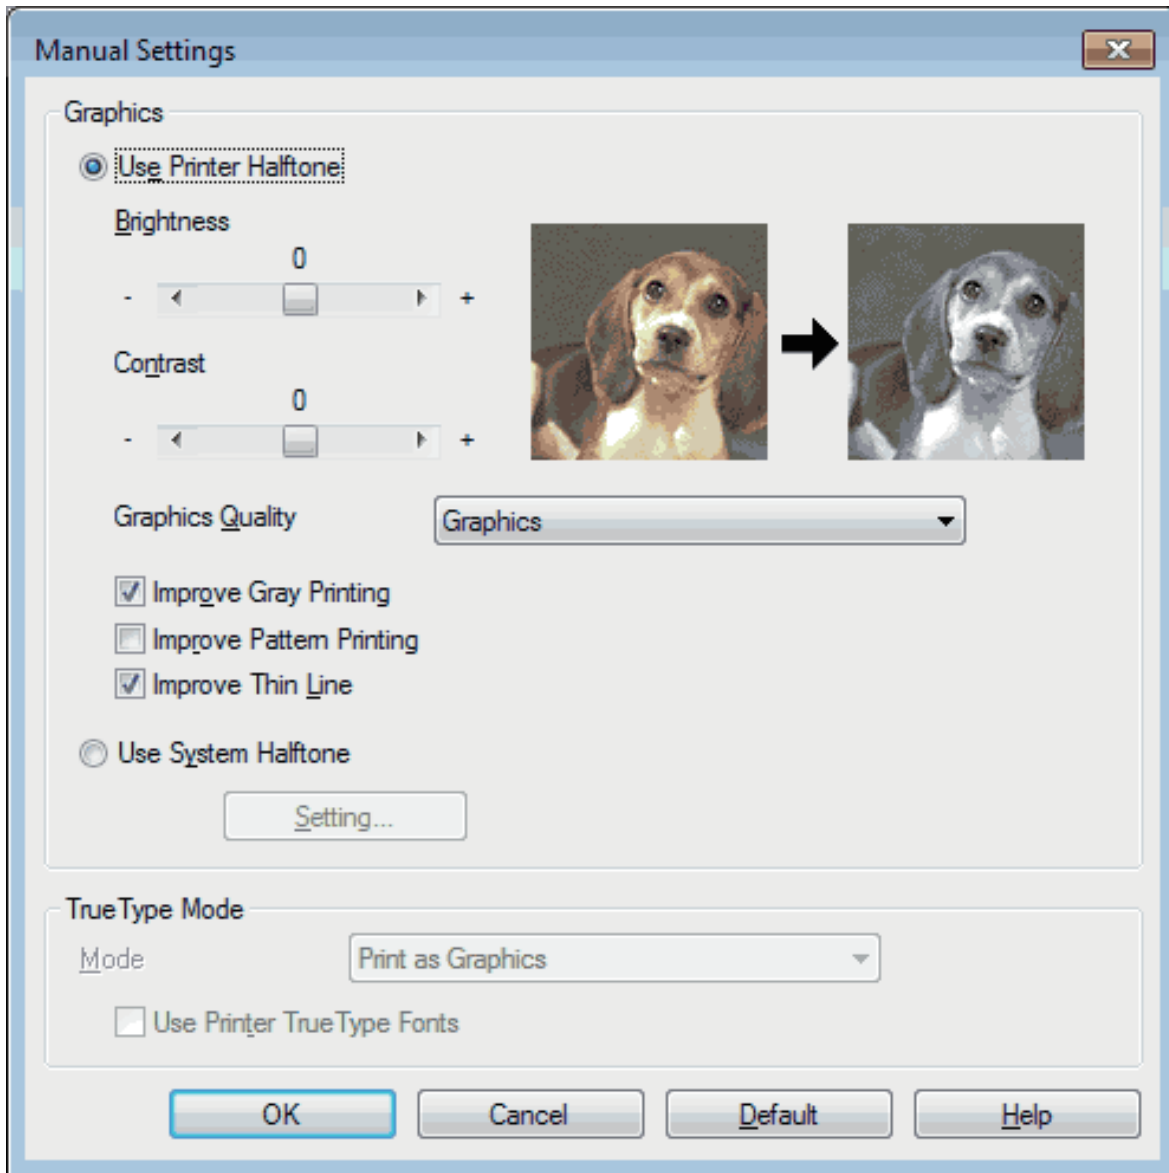 Manual Settings
Graphics
Use Printer Halftone
Brightness
0
- +
Contrast
0
- +
Graphics Quality Graphics
Improve Gray Printing
Improve Pattern Printing
Improve Thin Line
Use System Halftone
Setting...
TrueType Mode
Mode Print as Graphics
Use Printer TrueType Fonts
OK Cancel Default Help